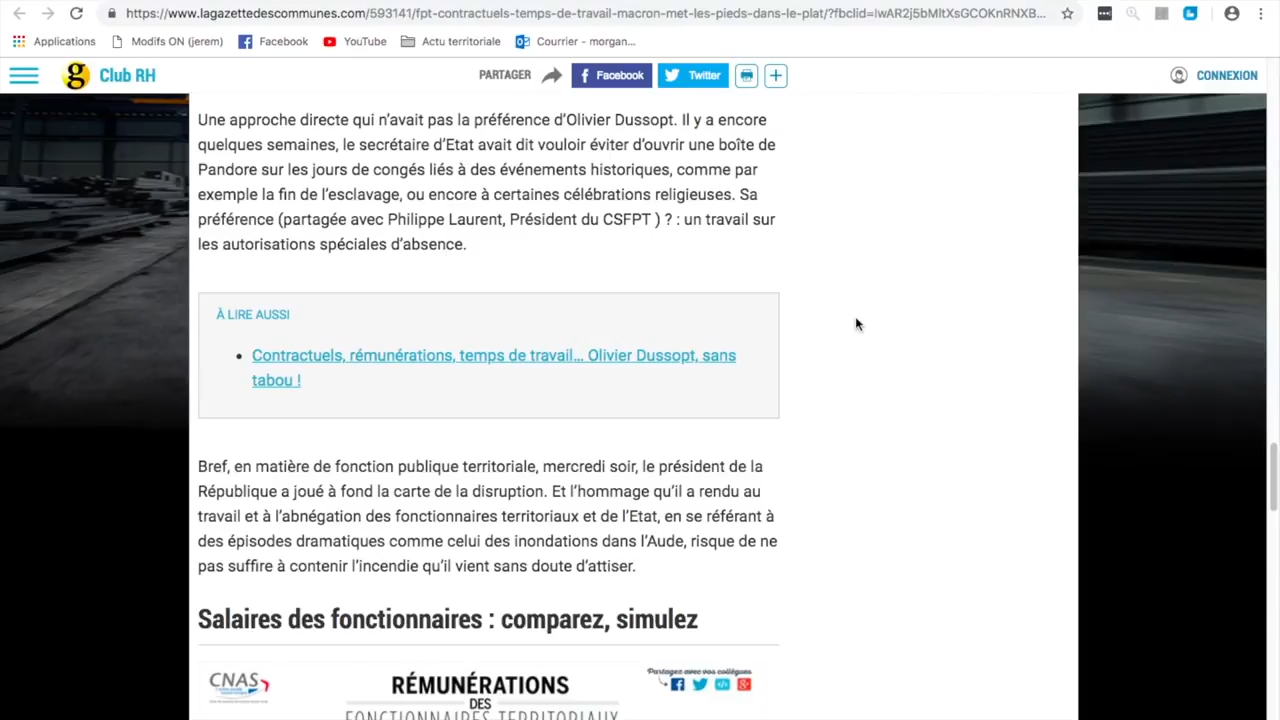 https://www.lagazettedescommunes.com/593141/fpt-contractuels-temps-de-travail-macron-met-les-pieds-dans-le-plat/?fbclid=IwAR2j5bMltXsGCOKnRNXB...
Applications Modifs ON (jerem) Facebook YouTube Actu territoriale Courrier - morgan...
g Club RH PARTAGER Facebook Twitter CONNEXION
Une approche directe qui n'avait pas la préférence d'Olivier Dussopt. Il y a encore
quelques semaines, le secrétaire d'Etat avait dit vouloir éviter d'ouvrir une boîte de
Pandore sur les jours de congés liés à des événements historiques, comme par
exemple la fin de l'esclavage, ou encore à certaines célébrations religieuses. Sa
préférence (partagée avec Philippe Laurent, Président du CSFPT ) ? : un travail sur
les autorisations spéciales d'absence.
À LIRE AUSSI
• Contractuels, rémunérations, temps de travail… Olivier Dussopt, sans
tabou !
Bref, en matière de fonction publique territoriale, mercredi soir, le président de la
République a joué à fond la carte de la disruption. Et l'hommage qu'il a rendu au
travail et à l'abnégation des fonctionnaires territoriaux et de l'Etat, en se référant à
des épisodes dramatiques comme celui des inondations dans l'Aude, risque de ne
pas suffire à contenir l'incendie qu'il vient sans doute d'attiser.
Salaires des fonctionnaires : comparez, simulez
CNAS
RÉMUNÉRATIONS
DES
FONCTIONNAIRES TERRITORIAUX
Partagez avec vos collègues